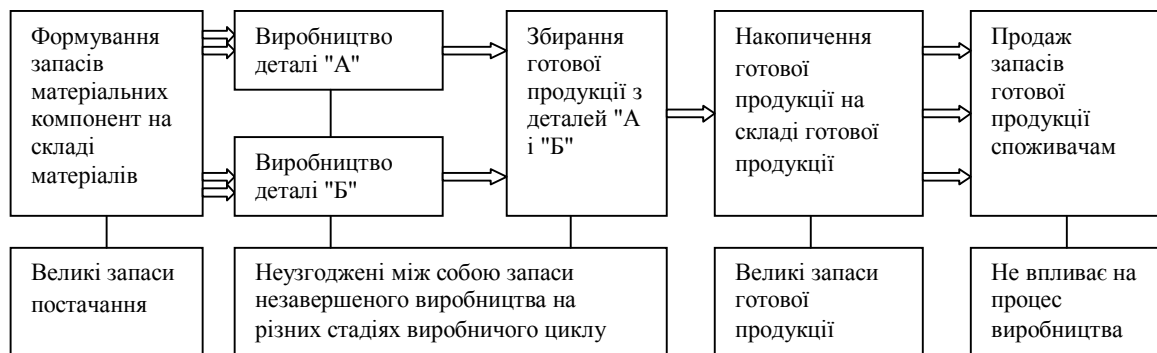 Формування
запасів
матеріальних
компонент на
складі
матеріалів
Виробництво
деталі "А"
Виробництво
деталі "Б"
Збирання
готової
продукції з
деталей "А
і "Б"
Накопичення
готової
продукції на
складі готової
продукції
Продаж
запасів
готової
продукції
споживачам
Великі запаси
постачання
Неузгоджені між собою запаси
незавершеного виробництва на
різних стадіях виробничого циклу
Великі запаси
готової
продукції
Не впливає на
процес
виробництва